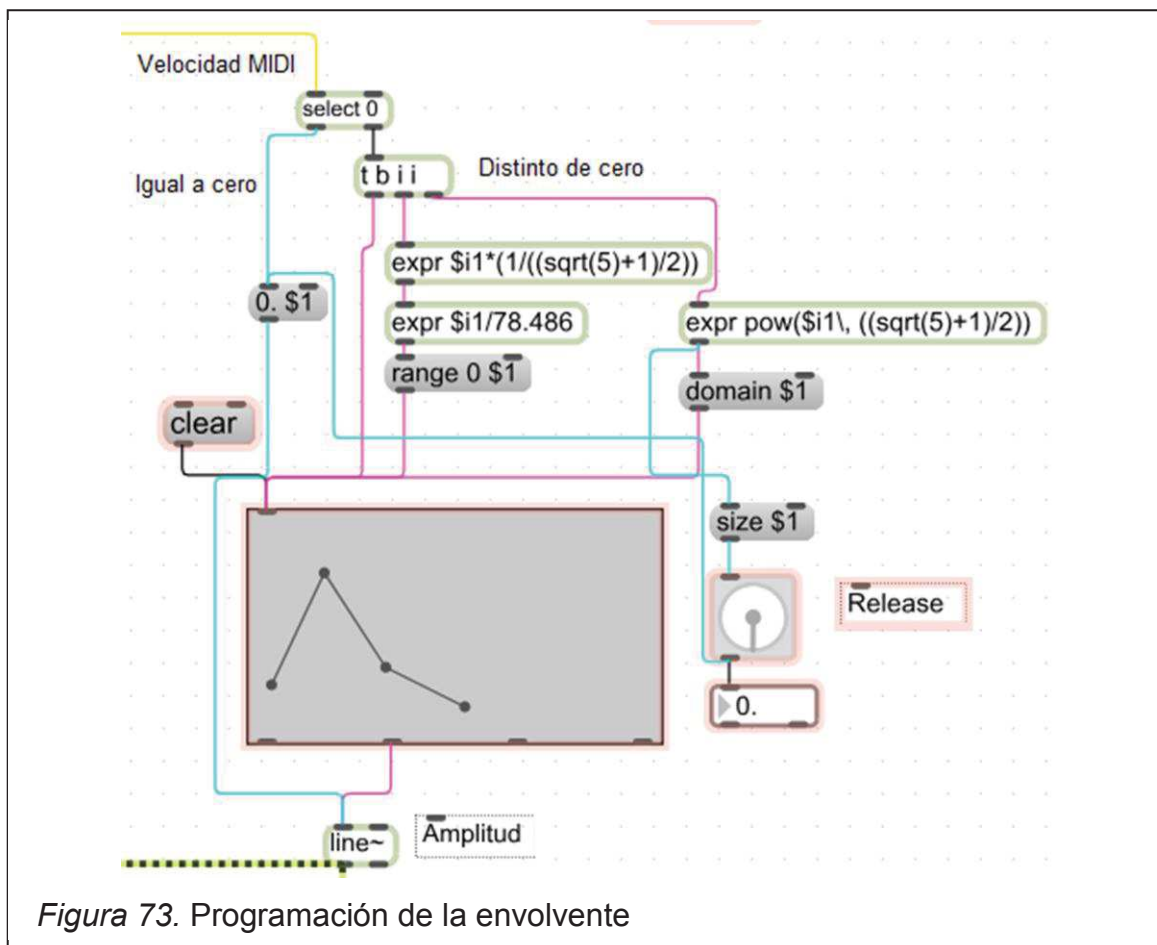 Velocidad MIDI
select 0
Igual a cero
t b i i
Distinto de cero
expr $i1*(1/((sqrt(5)+1)/2))
0. $1
expr $i1/78.486
expr pow($i1\, ((sqrt(5)+1)/2))
range 0 $1
domain $1
clear
size $1
Release
0.
line~
Amplitud
Figura 73. Programación de la envolvente